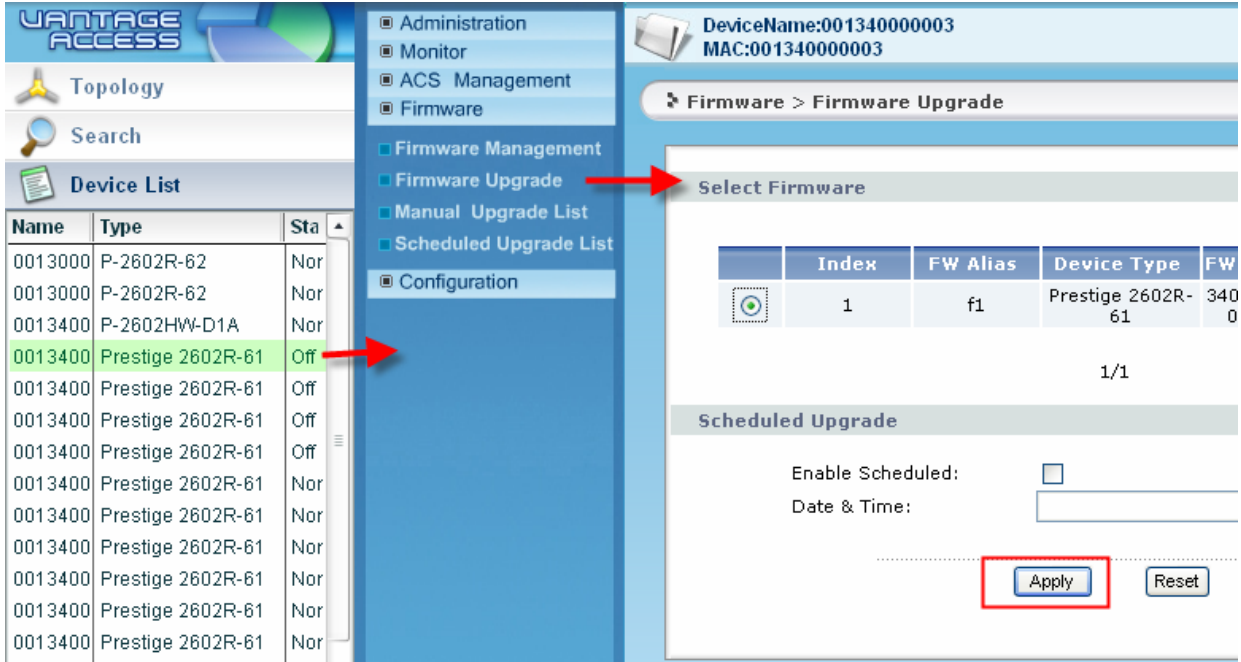 VANTAGE
ACCESS
Topology
Search
Device List
Name Type Sta
0013000 P-2602R-62 Nor
0013000 P-2602R-62 Nor
0013400 P-2602HW-D1A Nor
0013400 Prestige 2602R-61 Off
0013400 Prestige 2602R-61 Off
0013400 Prestige 2602R-61 Off
0013400 Prestige 2602R-61 Off
0013400 Prestige 2602R-61 Nor
0013400 Prestige 2602R-61 Nor
0013400 Prestige 2602R-61 Nor
0013400 Prestige 2602R-61 Nor
0013400 Prestige 2602R-61 Nor
0013400 Prestige 2602R-61 Nor
Administration
Monitor
ACS Management
Firmware
Firmware Management
Firmware Upgrade
Manual Upgrade List
Scheduled Upgrade List
Configuration
DeviceName:001340000003
MAC:001340000003
Firmware > Firmware Upgrade
Select Firmware
Index FW Alias Device Type FW
1 f1 Prestige 2602R- 340
61 0
1/1
Scheduled Upgrade
Enable Scheduled:
Date & Time:
Apply Reset